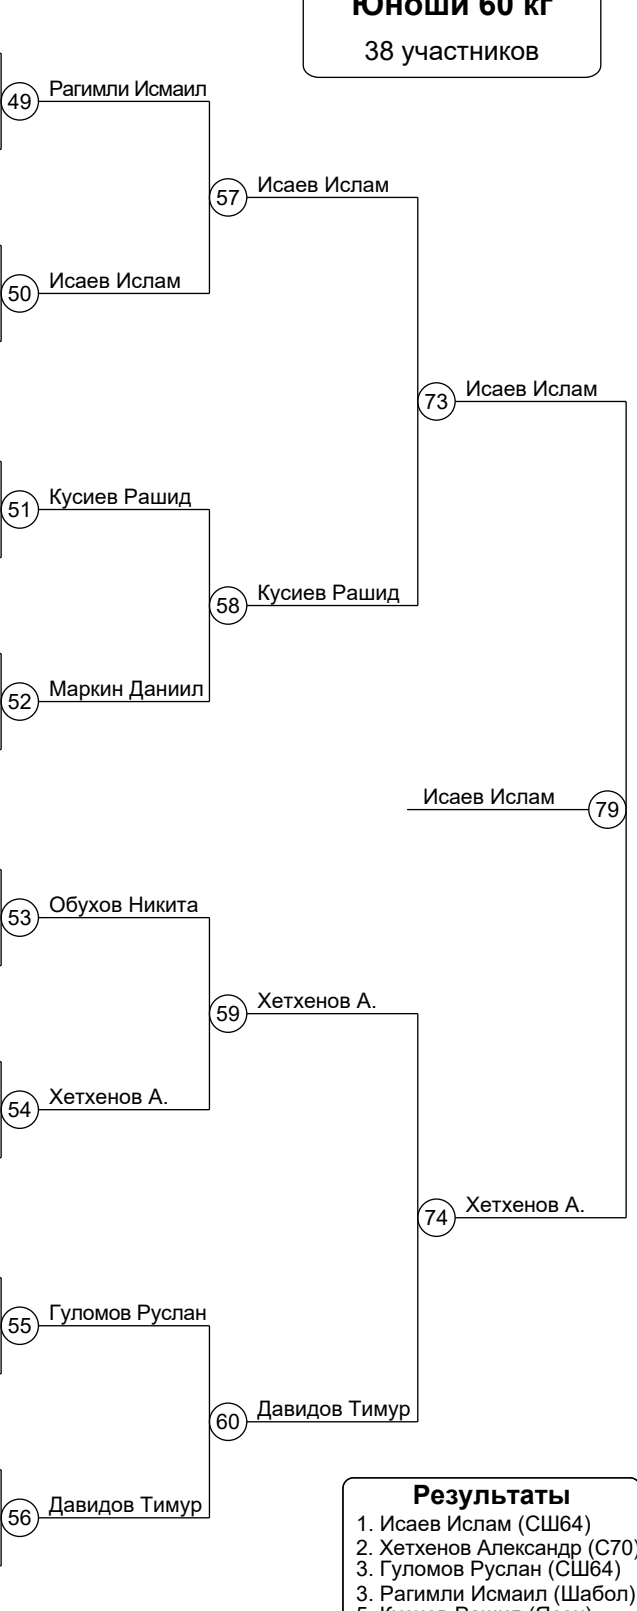 Юноши 60 кг
38 участников
49 Рагимли Исмаил
57 Исаев Ислам
50 Исаев Ислам
73 Исаев Ислам
51 Кусиев Рашид
58 Кусиев Рашид
52 Маркин Даниил
Исаев Ислам 79
53 Обухов Никита
59 Хетхенов А.
54 Хетхенов А.
74 Хетхенов А.
55 Гуломов Руслан
60 Давидов Тимур
56 Давидов Тимур
Результаты
1. Исаев Ислам (СШ64)
2. Хетхенов Александр (С70)
3. Гуломов Руслан (СШ64)
3. Рагимли Исмаил (Шабол)